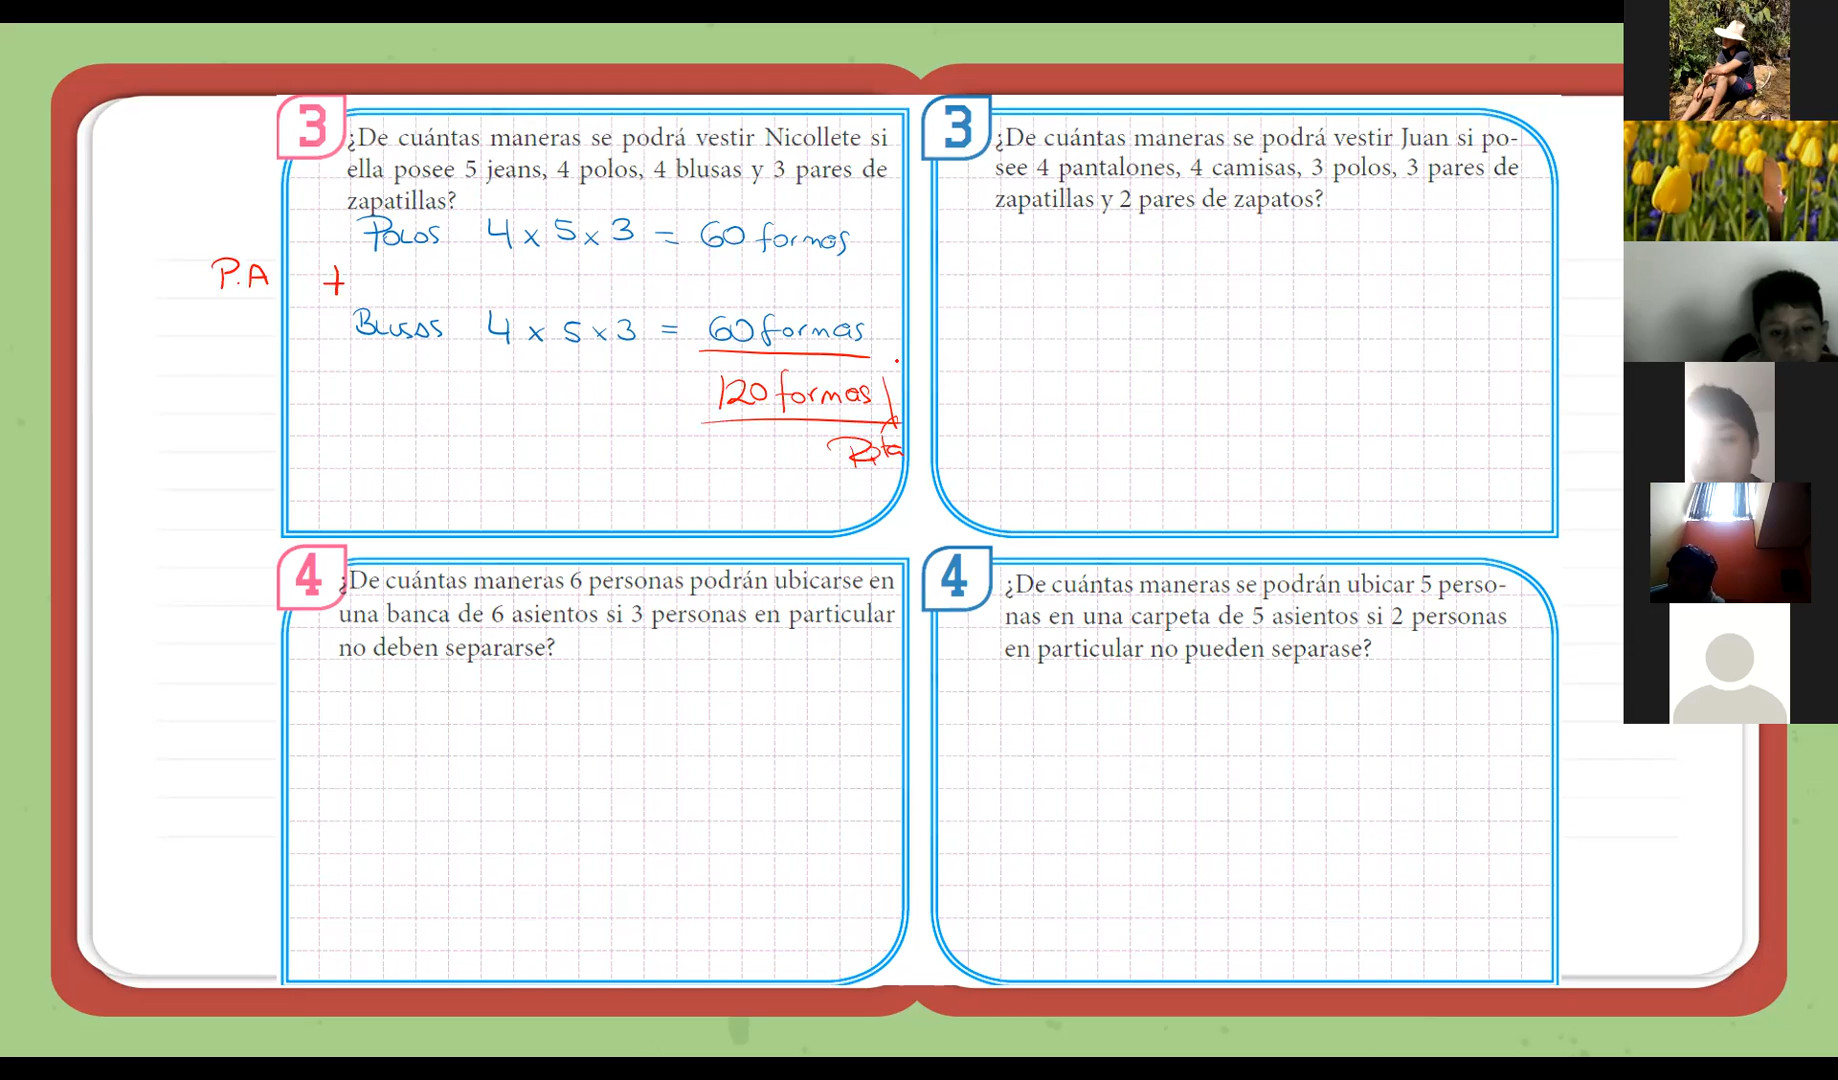 3
¿De cuántas maneras se podrá vestir Nicollete si
ella posee 5 jeans, 4 polos, 4 blusas y 3 pares de
zapatillas?
Polos 4 x 5 x 3 = 60 formas
P.A +
Blusas 4 x 5 x 3 = 60 formas
120 formas
Rpta
3
¿De cuántas maneras se podrá vestir Juan si po-
see 4 pantalones, 4 camisas, 3 polos, 3 pares de
zapatillas y 2 pares de zapatos?
4
¿De cuántas maneras 6 personas podrán ubicarse en
una banca de 6 asientos si 3 personas en particular
no deben separarse?
4
¿De cuántas maneras se podrán ubicar 5 perso-
nas en una carpeta de 5 asientos si 2 personas
en particular no pueden separase?